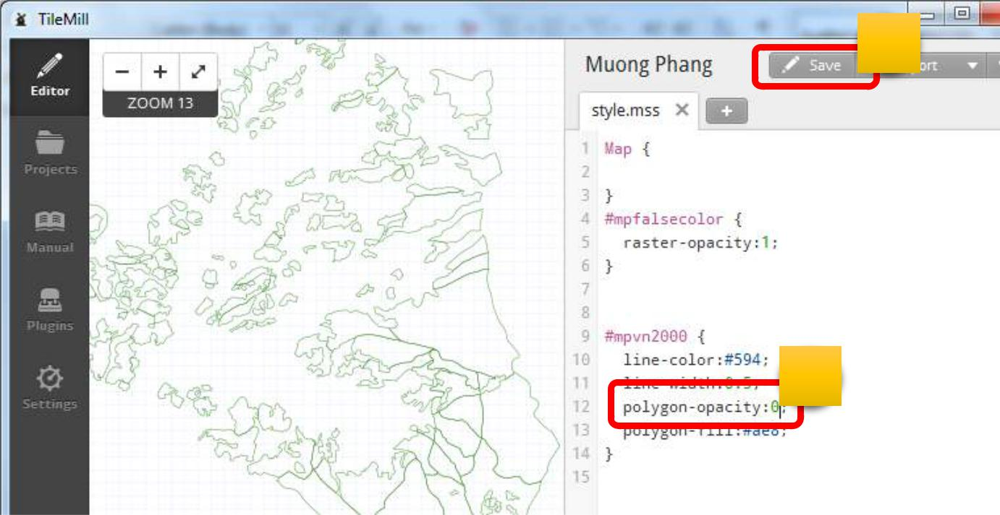 TileMill
Editor
Projects
Manual
Plugins
Settings
− +
ZOOM 13
Muong Phang
Save
style.mss ×
+
1 Map {
2
3 }
4 #mpfalsecolor {
5 raster-opacity:1;
6 }
7
8
9 #mpvn2000 {
10 line-color:#594;
11 line-width:0.5;
12 polygon-opacity:0;
13 polygon-fill:#ae8;
14 }
15